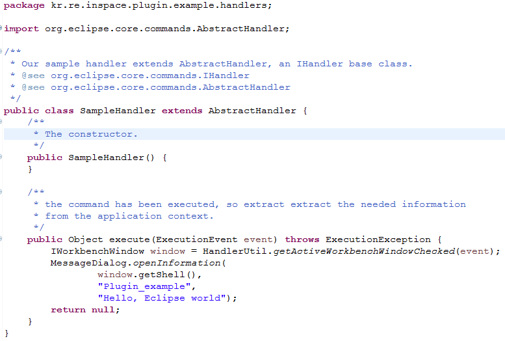 package kr.re.inspace.plugin.example.handlers;
import org.eclipse.core.commands.AbstractHandler;
/**
 * Our sample handler extends AbstractHandler, an IHandler base class.
 * @see org.eclipse.core.commands.IHandler
 * @see org.eclipse.core.commands.AbstractHandler
 */
public class SampleHandler extends AbstractHandler {
    /**
     * The constructor.
     */
    public SampleHandler() {
    }
    /**
     * the command has been executed, so extract extract the needed information
     * from the application context.
     */
    public Object execute(ExecutionEvent event) throws ExecutionException {
        IWorkbenchWindow window = HandlerUtil.getActiveWorkbenchWindowChecked(event);
        MessageDialog.openInformation(
                window.getShell(),
                "Plugin_example",
                "Hello, Eclipse world");
        return null;
    }
}